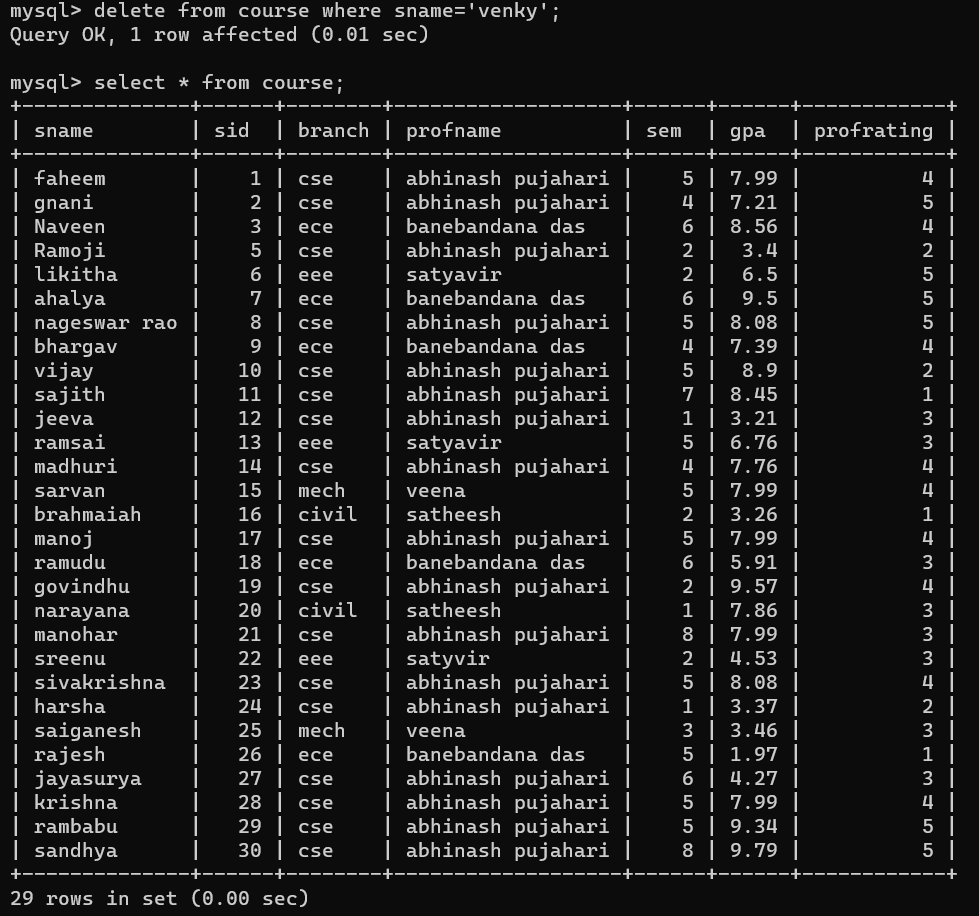 mysql> delete from course where sname='venky';
Query OK, 1 row affected (0.01 sec)
mysql> select * from course;
+--------------+------+--------+-------------------+------+------+------------+
| sname        | sid  | branch | profname          | sem  | gpa  | profrating |
+--------------+------+--------+-------------------+------+------+------------+
| faheem       |    1 | cse    | abhinash pujahari |    5 | 7.99 |          4 |
| gnani        |    2 | cse    | abhinash pujahari |    4 | 7.21 |          5 |
| Naveen       |    3 | ece    | banebandana das   |    6 | 8.56 |          4 |
| Ramoji       |    5 | cse    | abhinash pujahari |    2 |  3.4 |          2 |
| likitha      |    6 | eee    | satyavir          |    2 |  6.5 |          5 |
| ahalya       |    7 | ece    | banebandana das   |    6 |  9.5 |          5 |
| nageswar rao |    8 | cse    | abhinash pujahari |    5 | 8.08 |          5 |
| bhargav      |    9 | ece    | banebandana das   |    4 | 7.39 |          4 |
| vijay        |   10 | cse    | abhinash pujahari |    5 |  8.9 |          2 |
| sajith       |   11 | cse    | abhinash pujahari |    7 | 8.45 |          1 |
| jeeva        |   12 | cse    | abhinash pujahari |    1 | 3.21 |          3 |
| ramsai       |   13 | eee    | satyavir          |    5 | 6.76 |          3 |
| madhuri      |   14 | cse    | abhinash pujahari |    4 | 7.76 |          4 |
| sarvan       |   15 | mech   | veena             |    5 | 7.99 |          4 |
| brahmaiah    |   16 | civil  | satheesh          |    2 | 3.26 |          1 |
| manoj        |   17 | cse    | abhinash pujahari |    5 | 7.99 |          4 |
| ramudu       |   18 | ece    | banebandana das   |    6 | 5.91 |          3 |
| govindhu     |   19 | cse    | abhinash pujahari |    2 | 9.57 |          4 |
| narayana     |   20 | civil  | satheesh          |    1 | 7.86 |          3 |
| manohar      |   21 | cse    | abhinash pujahari |    8 | 7.99 |          3 |
| sreenu       |   22 | eee    | satyvir           |    2 | 4.53 |          3 |
| sivakrishna  |   23 | cse    | abhinash pujahari |    5 | 8.08 |          4 |
| harsha       |   24 | cse    | abhinash pujahari |    1 | 3.37 |          2 |
| saiganesh    |   25 | mech   | veena             |    3 | 3.46 |          3 |
| rajesh       |   26 | ece    | banebandana das   |    5 | 1.97 |          1 |
| jayasurya    |   27 | cse    | abhinash pujahari |    6 | 4.27 |          3 |
| krishna      |   28 | cse    | abhinash pujahari |    5 | 7.99 |          4 |
| rambabu      |   29 | cse    | abhinash pujahari |    5 | 9.34 |          5 |
| sandhya      |   30 | cse    | abhinash pujahari |    8 | 9.79 |          5 |
+--------------+------+--------+-------------------+------+------+------------+
29 rows in set (0.00 sec)